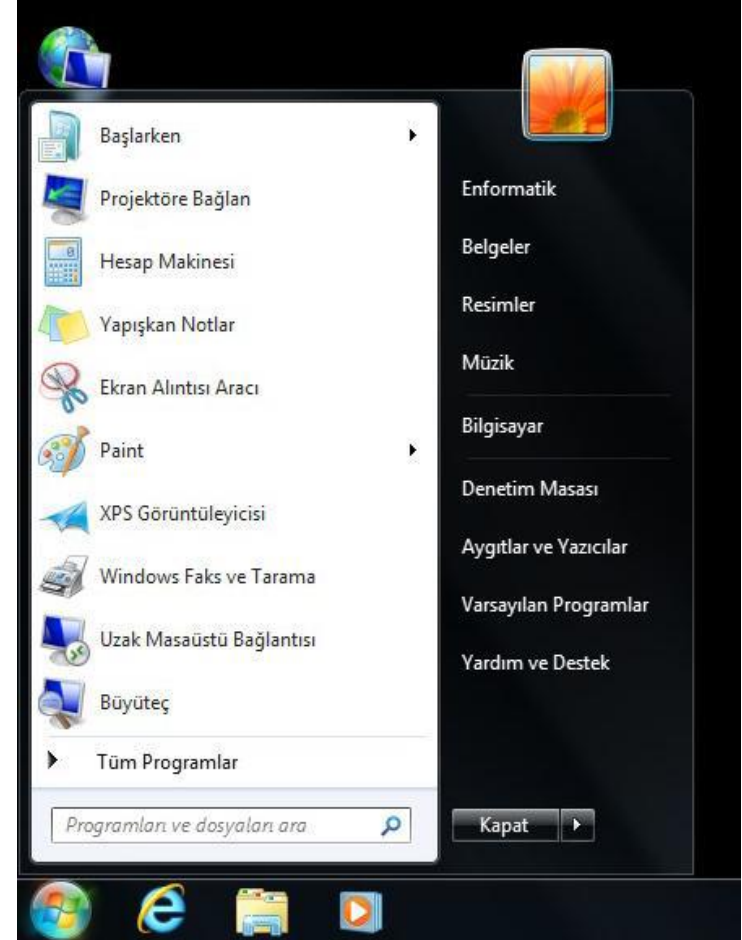 Başlarken
Projektöre Bağlan
Hesap Makinesi
Yapışkan Notlar
Ekran Alıntısı Aracı
Paint
XPS Görüntüleyicisi
Windows Faks ve Tarama
Uzak Masaüstü Bağlantısı
Büyüteç
Tüm Programlar
Programları ve dosyaları ara
Enformatik
Belgeler
Resimler
Müzik
Bilgisayar
Denetim Masası
Aygıtlar ve Yazıcılar
Varsayılan Programlar
Yardım ve Destek
Kapat